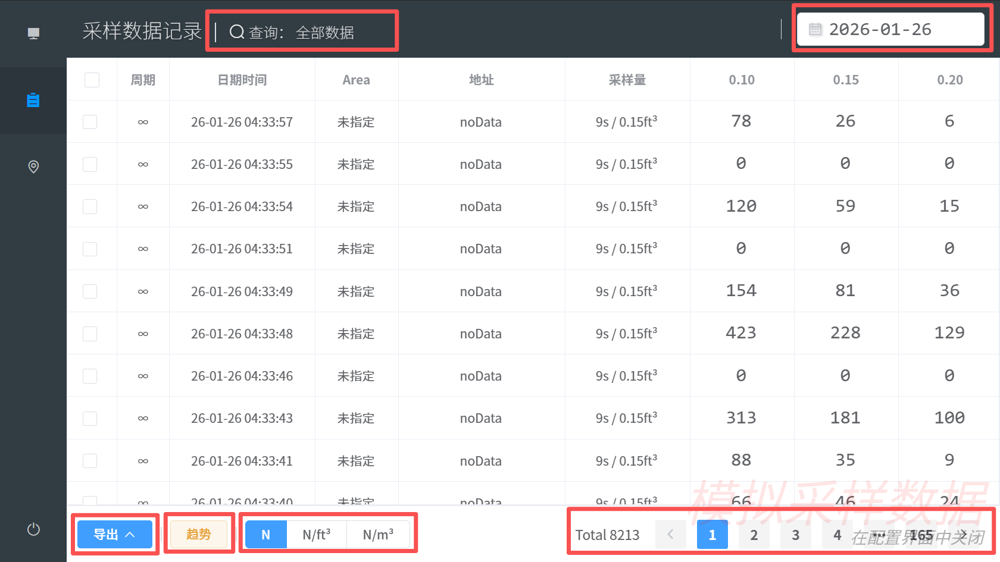 采样数据记录 查询： 全部数据 2026-01-26
周期 日期时间 Area 地址 采样量 0.10 0.15 0.20
∞ 26-01-26 04:33:57 未指定 noData 9s / 0.15ft³ 78 26 6
∞ 26-01-26 04:33:55 未指定 noData 9s / 0.15ft³ 0 0 0
∞ 26-01-26 04:33:54 未指定 noData 9s / 0.15ft³ 120 59 15
∞ 26-01-26 04:33:51 未指定 noData 9s / 0.15ft³ 0 0 0
∞ 26-01-26 04:33:49 未指定 noData 9s / 0.15ft³ 154 81 36
∞ 26-01-26 04:33:48 未指定 noData 9s / 0.15ft³ 423 228 129
∞ 26-01-26 04:33:46 未指定 noData 9s / 0.15ft³ 0 0 0
∞ 26-01-26 04:33:43 未指定 noData 9s / 0.15ft³ 313 181 100
∞ 26-01-26 04:33:41 未指定 noData 9s / 0.15ft³ 88 35 9
∞ 26-01-26 04:33:40 未指定 noData 9s / 0.15ft³ 66 46 24
模拟采样数据
导出 趋势 N N/ft³ N/m³ Total 8213 1 2 3 4 ... 165
在配置界面中关闭